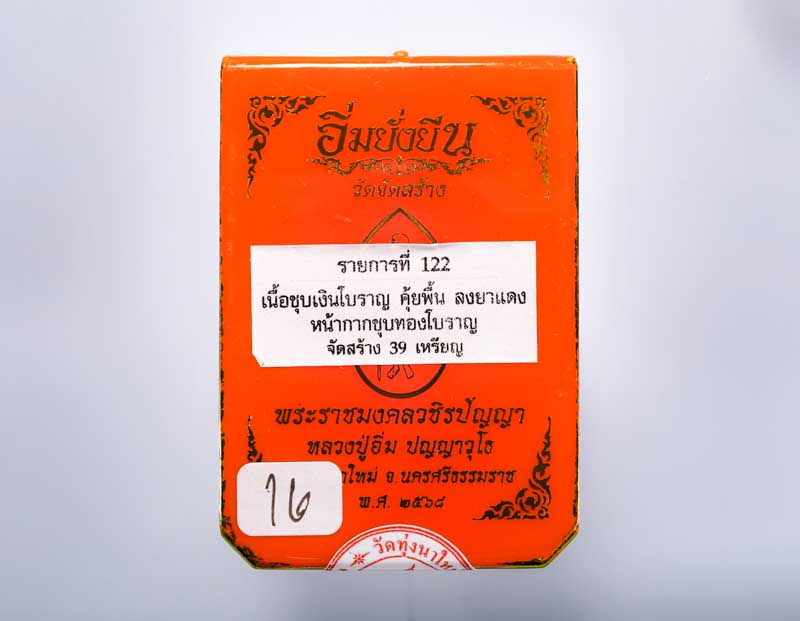 อิ่มยั่งยืน
วัดจัดสร้าง
รายการที่ 122
เนื้อชุบเงินโบราญ คุ้ยพื้น ลงยาแดง
หน้ากากชุบทองโบราญ
จัดสร้าง 39 เหรียญ
พระราชมงคลวชิรปัญญา
หลวงปู่อิ่ม ปญฺญาวุโธ
ใหม่ จ.นครศรีธรรมราช
พ.ศ. ๒๕๖๘
16
วัดทุ่งนาใหม่